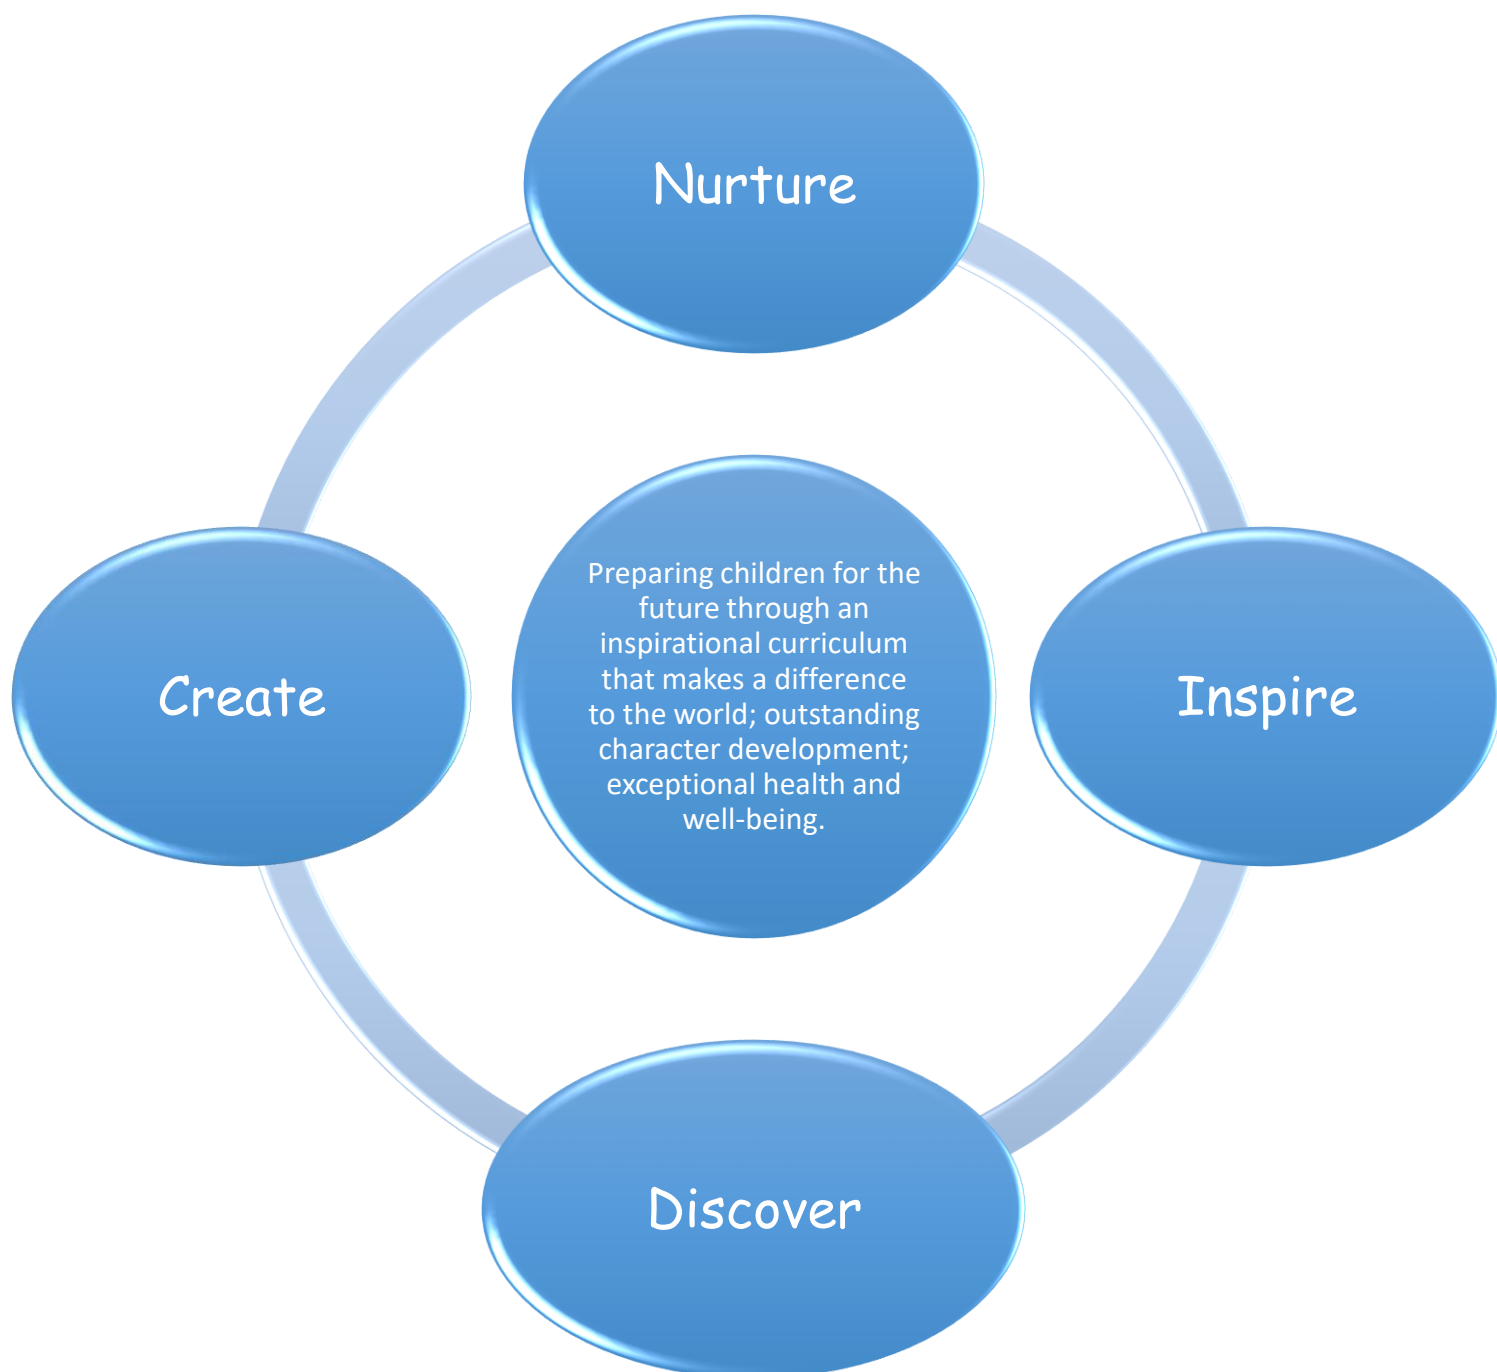 Nurture
Preparing children for the
future through an
inspirational curriculum
that makes a difference
to the world; outstanding
character development;
exceptional health and
well-being.
Create
Inspire
Discover